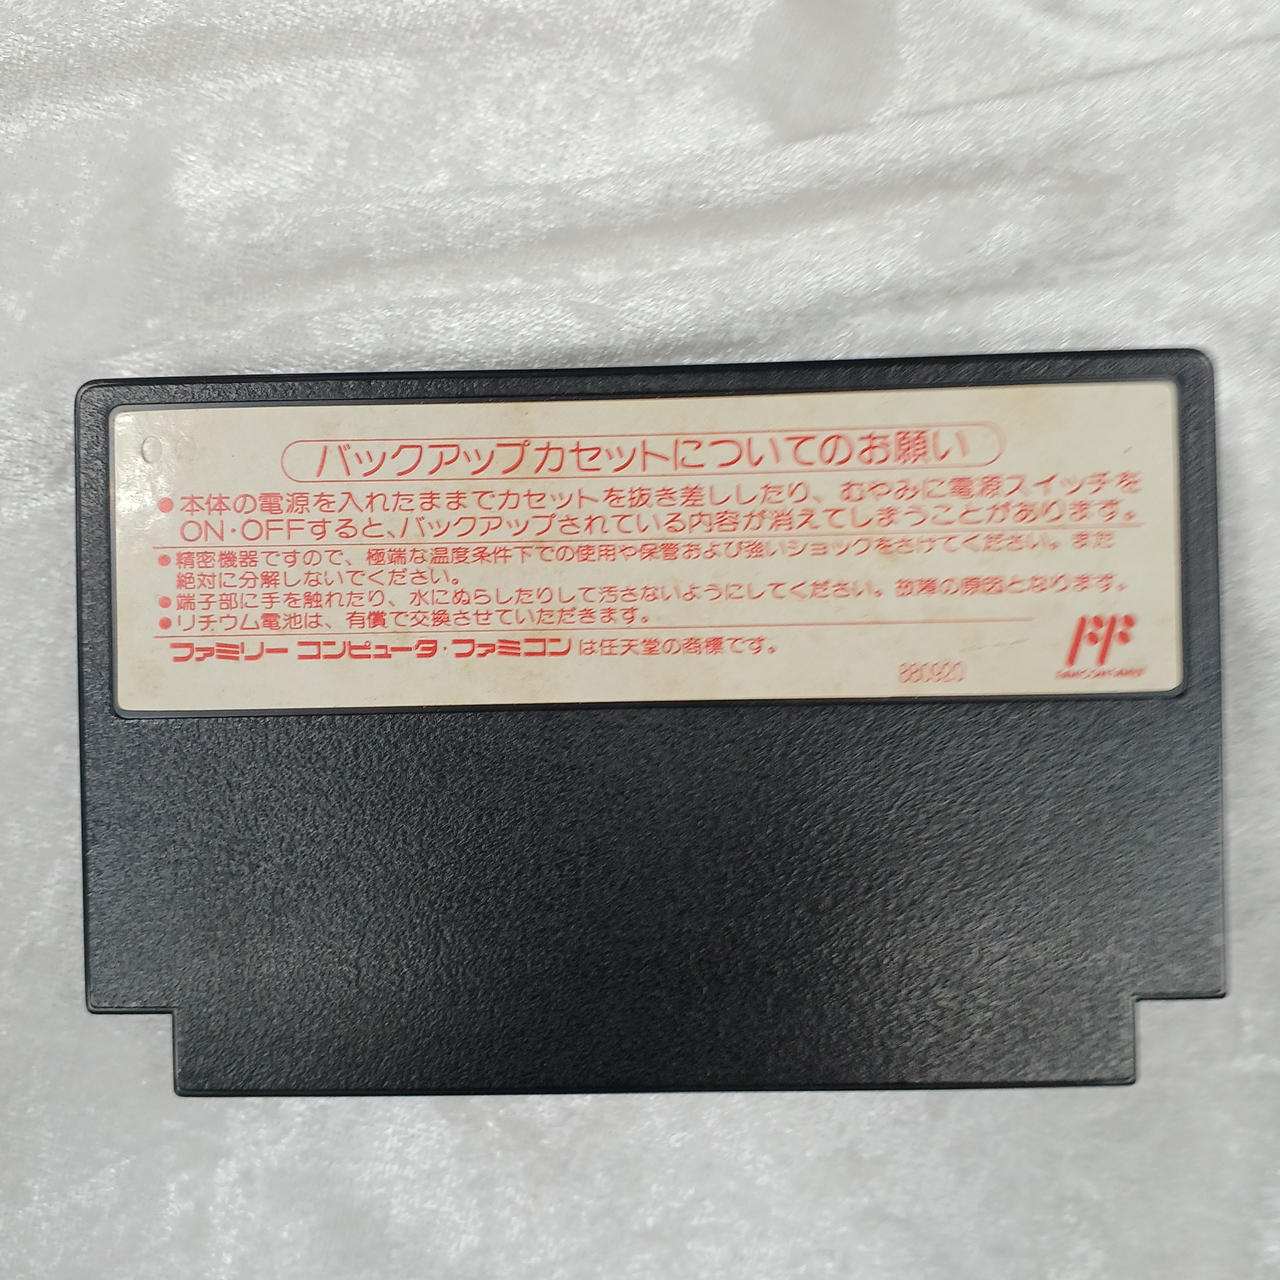 バックアップカセットについてのお願い
●本体の電源を入れたままでカセットを抜き差ししたり、むやみに電源スイッチを
ON・OFFすると、バックアップされている内容が消えてしまうことがあります。
●精密機器ですので、極端な温度条件下での使用や保管および強いショックをさけてください。また
絶対に分解しないでください。
●端子部に手を触れたり、水にぬらしたりして汚さないようにしてください。故障の原因となります。
●リチウム電池は、有償で交換させていただきます。
ファミリー コンピュータ・ファミコンは任天堂の商標です。
880920